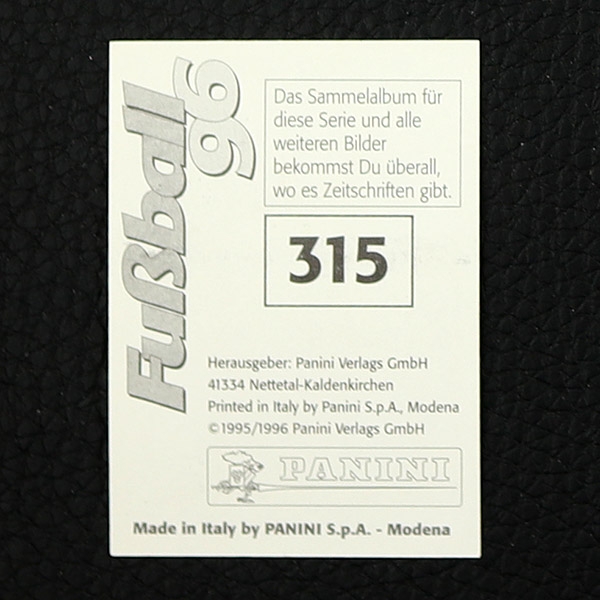 Fußball
96
Das Sammelalbum für
diese Serie und alle
weiteren Bilder
bekommst Du überall,
wo es Zeitschriften gibt.
315
Herausgeber: Panini Verlags GmbH
41334 Nettetal-Kaldenkirchen
Printed in Italy by Panini S.p.A., Modena
©1995/1996 Panini Verlags GmbH
PANINI
Made in Italy by PANINI S.p.A. - Modena